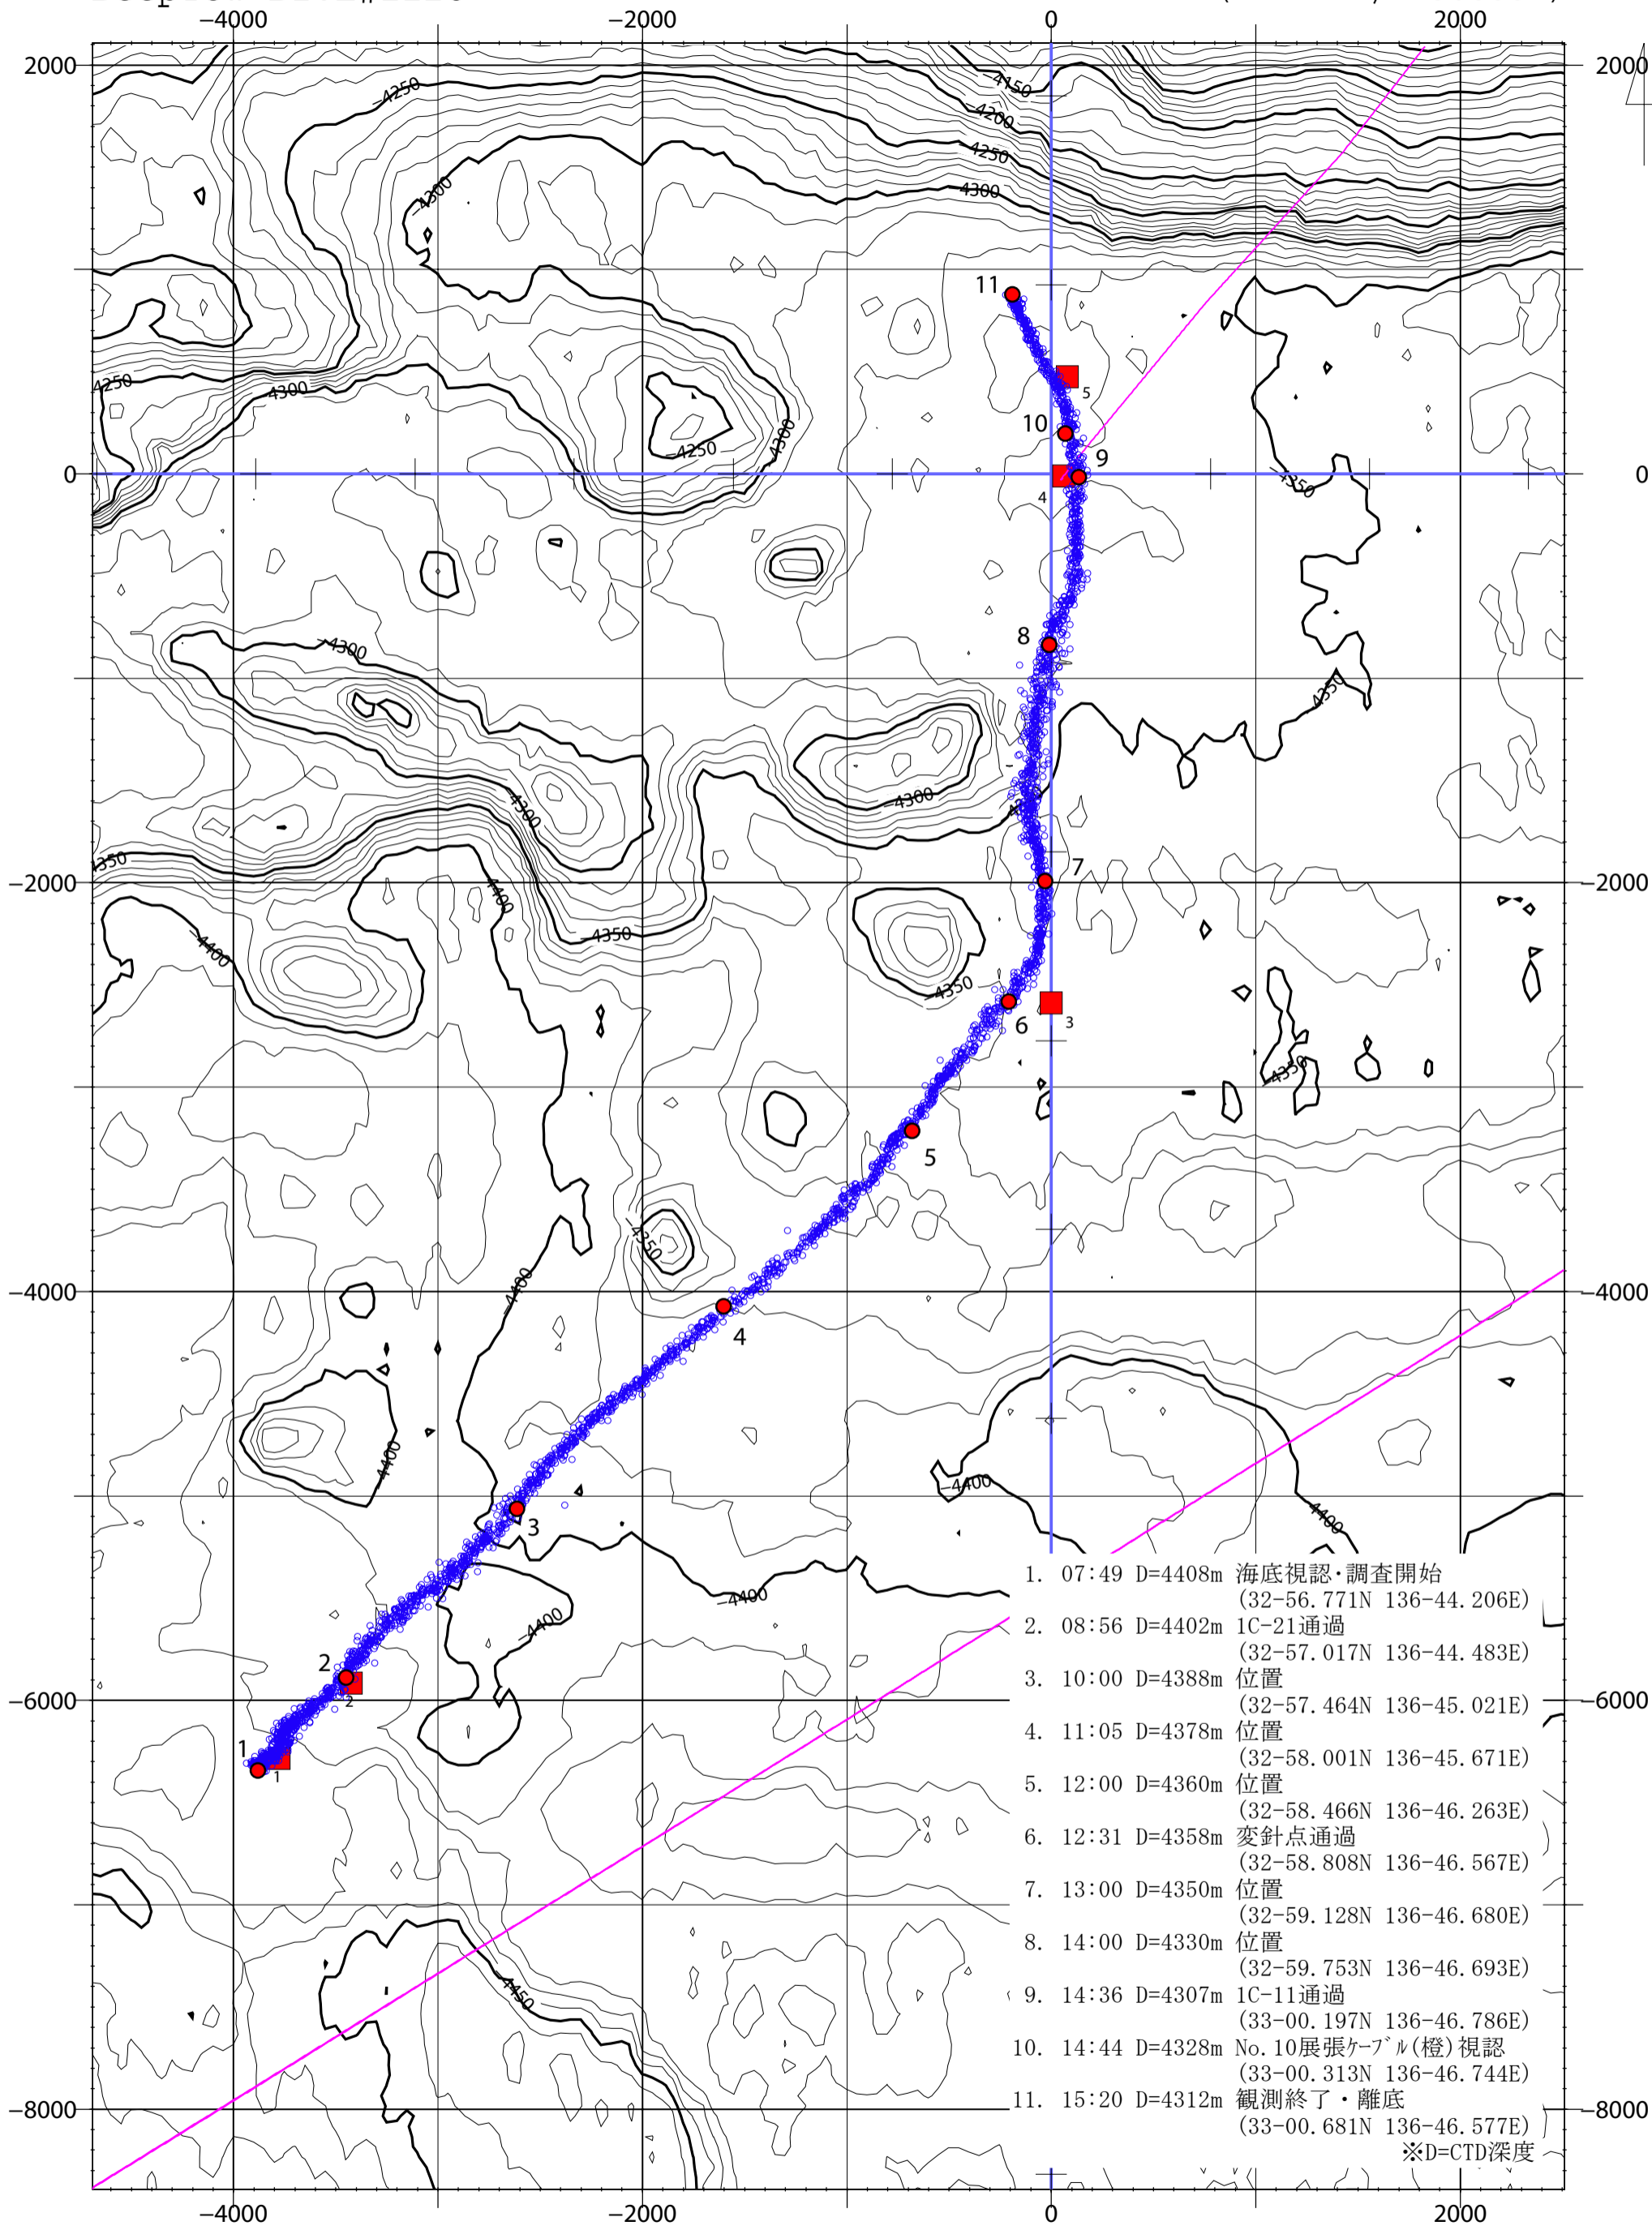 −4000 −2000 0 2000
2000 2000
−4250
−4150
−4200
−4250
−4300
−4300
11
−4250
−4300
5
10
−4300
−4250
9
0 0
4
−4350
8
−4300
−4350
−4300
−4300
−4350
7
−2000 −2000
−4400
−4400
−4350
−4350
6
3
−4350
5
−4350
−4400
−4000 −4000
4
−4400
−4400
−4400
3
−4400
−4400
1. 07:49 D=4408m 海底視認・調査開始
(32-56.771N 136-44.206E)
2. 08:56 D=4402m 1C-21通過
(32-57.017N 136-44.483E)
3. 10:00 D=4388m 位置
(32-57.464N 136-45.021E)
4. 11:05 D=4378m 位置
(32-58.001N 136-45.671E)
5. 12:00 D=4360m 位置
(32-58.466N 136-46.263E)
6. 12:31 D=4358m 変針点通過
(32-58.808N 136-46.567E)
7. 13:00 D=4350m 位置
(32-59.128N 136-46.680E)
8. 14:00 D=4330m 位置
(32-59.753N 136-46.693E)
9. 14:36 D=4307m 1C-11通過
(33-00.197N 136-46.786E)
10. 14:44 D=4328m No.10展張ｹｰﾌﾞﾙ(橙)視認
(33-00.313N 136-46.744E)
11. 15:20 D=4312m 観測終了・離底
(33-00.681N 136-46.577E)
※D=CTD深度
2
2
−6000 −6000
1
1
−4450
−8000 −8000
−4000 −2000 0 2000